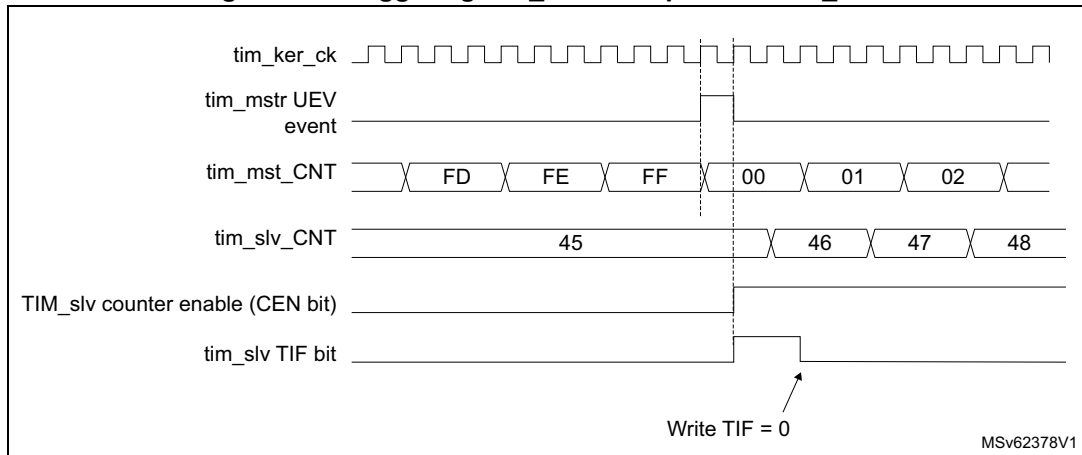 tim_ker_ck
tim_mstr UEV
event
tim_mst_CNT
FD FE FF 00 01 02
tim_slv_CNT
45 46 47 48
TIM_slv counter enable (CEN bit)
tim_slv TIF bit
Write TIF = 0
MSv62378V1